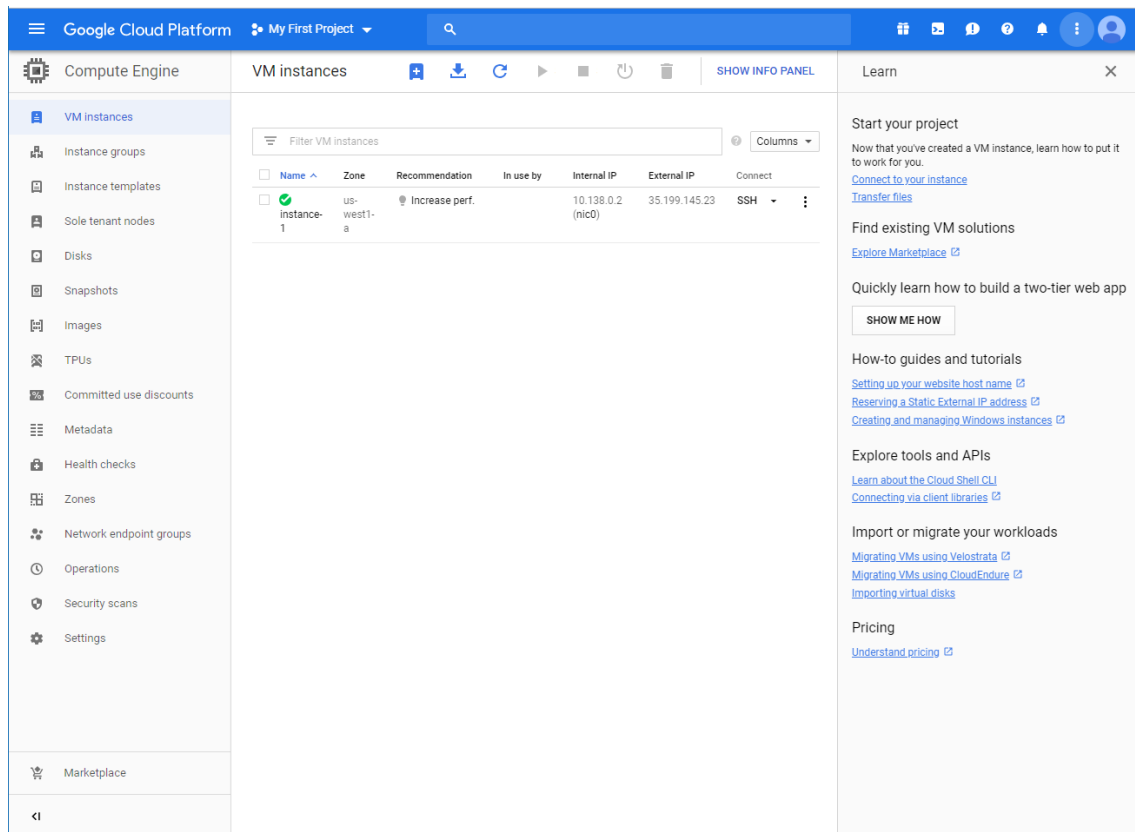 Google Cloud Platform
My First Project
Compute Engine
VM instances
Instance groups
Instance templates
Sole tenant nodes
Disks
Snapshots
Images
TPUs
Committed use discounts
Metadata
Health checks
Zones
Network endpoint groups
Operations
Security scans
Settings
Marketplace
VM instances
SHOW INFO PANEL
Filter VM instances
Columns
Name Zone Recommendation In use by Internal IP External IP Connect
instance-1 us-west1-a Increase perf. 10.138.0.2 (nic0) 35.199.145.23 SSH
Learn
Start your project
Now that you've created a VM instance, learn how to put it
to work for you.
Connect to your instance
Transfer files
Find existing VM solutions
Explore Marketplace
Quickly learn how to build a two-tier web app
SHOW ME HOW
How-to guides and tutorials
Setting up your website host name
Reserving a Static External IP address
Creating and managing Windows instances
Explore tools and APIs
Learn about the Cloud Shell CLI
Connecting via client libraries
Import or migrate your workloads
Migrating VMs using Velostrata
Migrating VMs using CloudEndure
Importing virtual disks
Pricing
Understand pricing